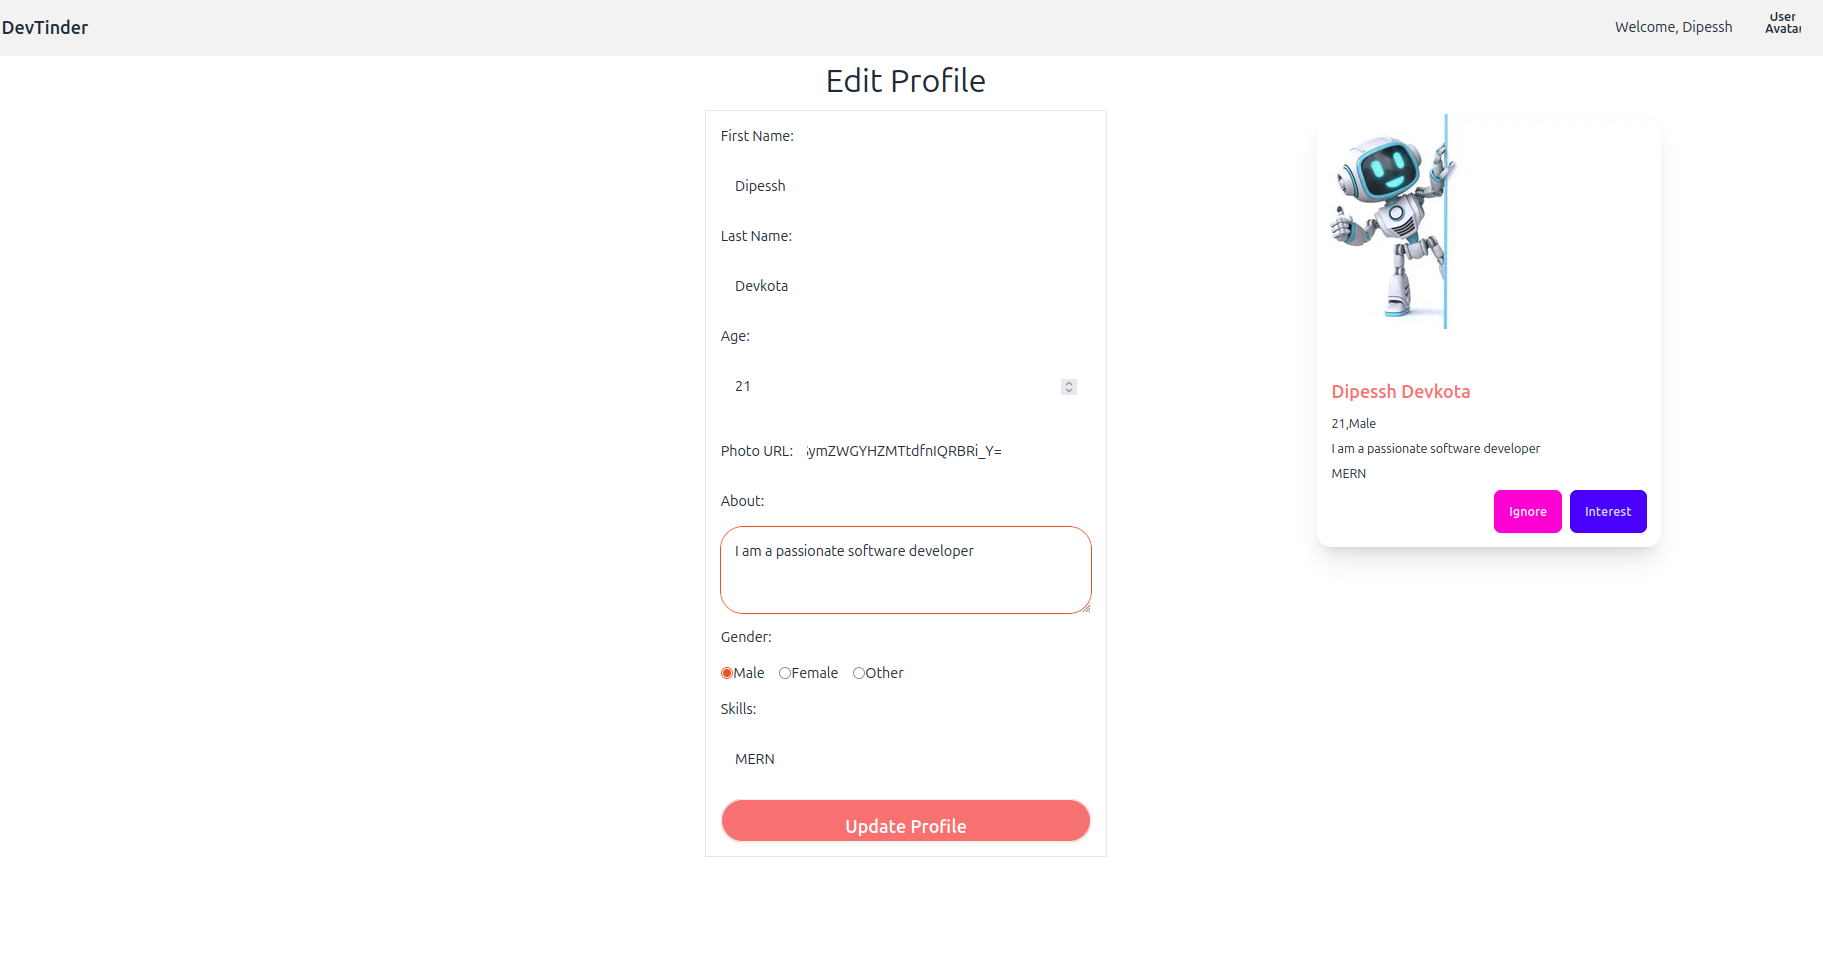 DevTinder
Welcome, Dipessh
User
Avatar
Edit Profile
First Name:
Dipessh
Last Name:
Devkota
Age:
21
Photo URL:
ymZWGYHZMTtdfnIQRBRi_Y=
About:
I am a passionate software developer
Gender:
Male Female Other
Skills:
MERN
Update Profile
Dipessh Devkota
21,Male
I am a passionate software developer
MERN
Ignore Interest